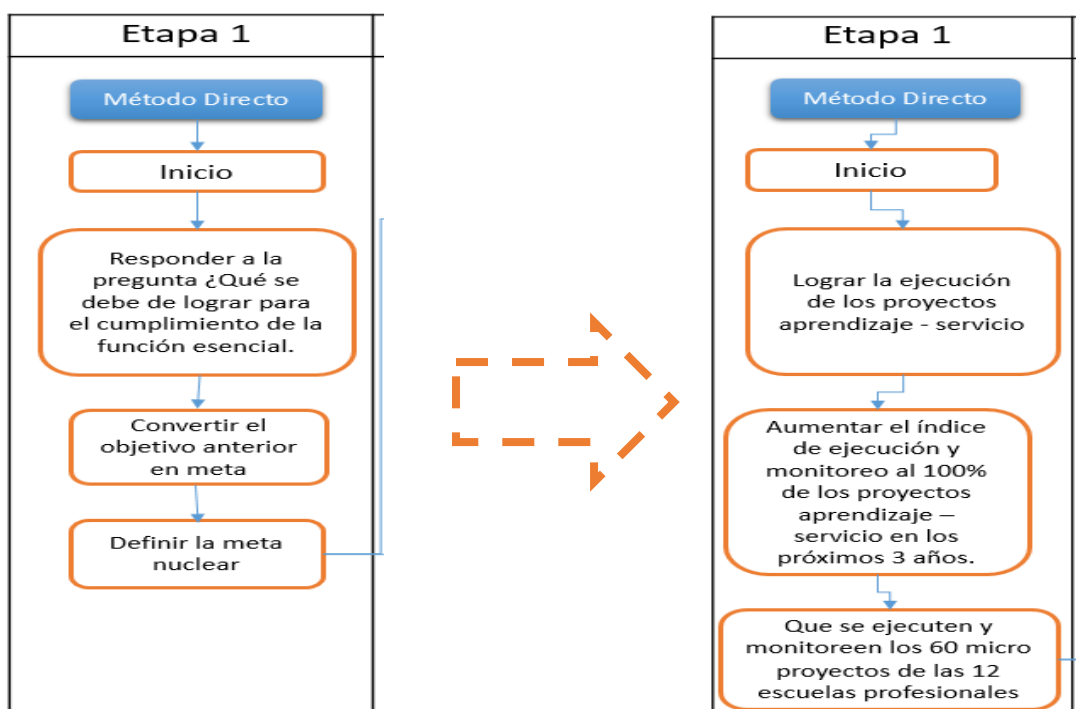 Etapa 1
Método Directo
Inicio
Responder a la
pregunta ¿Qué se
debe de lograr para
el cumplimiento de la
función esencial.
Convertir el
objetivo anterior
en meta
Definir la meta
nuclear
Etapa 1
Método Directo
Inicio
Lograr la ejecución
de los proyectos
aprendizaje - servicio
Aumentar el índice
de ejecución y
monitoreo al 100%
de los proyectos
aprendizaje –
servicio en los
próximos 3 años.
Que se ejecuten y
monitoreen los 60 micro
proyectos de las 12
escuelas profesionales